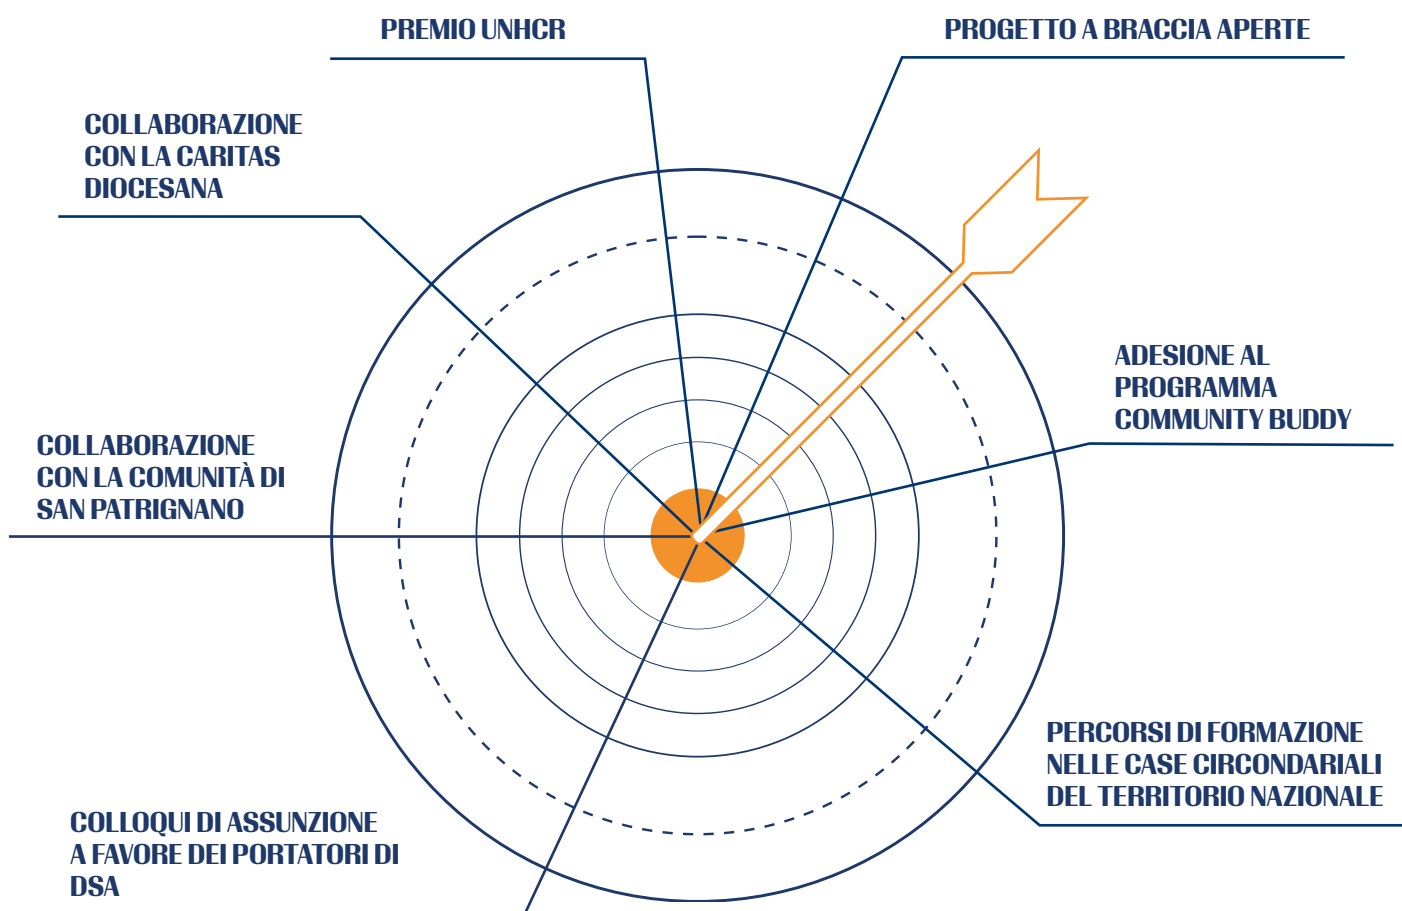 PREMIO UNHCR
PROGETTO A BRACCIA APERTE
COLLABORAZIONE
CON LA CARITAS
DIOCESANA
ADESIONE AL
PROGRAMMA
COMMUNITY BUDDY
COLLABORAZIONE
CON LA COMUNITÀ DI
SAN PATRIGNANO
PERCORSI DI FORMAZIONE
NELLE CASE CIRCONDARIALI
DEL TERRITORIO NAZIONALE
COLLOQUI DI ASSUNZIONE
A FAVORE DEI PORTATORI DI
DSA